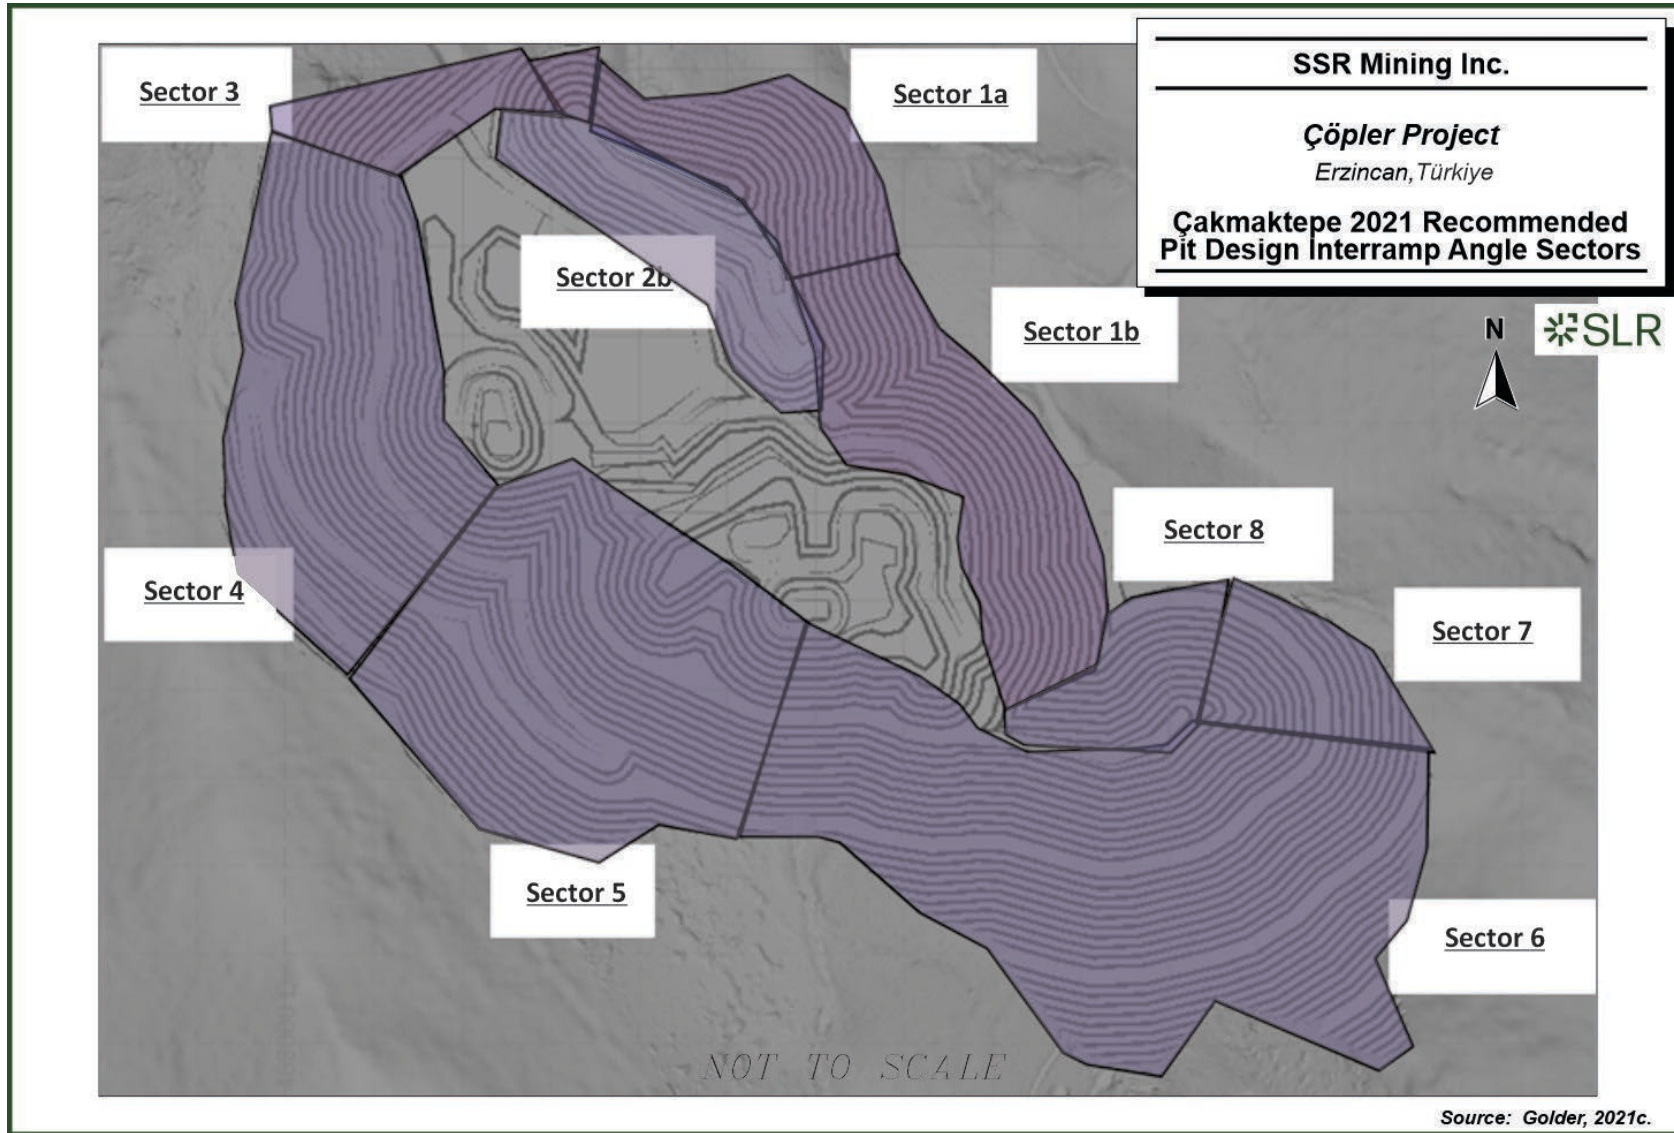 SSR Mining Inc.
Çöpler Project
Erzincan, Türkiye
Çakmaktepe 2021 Recommended
Pit Design Interramp Angle Sectors
Sector 3
Sector 1a
Sector 2b
Sector 1b
N
SLR
Sector 8
Sector 4
Sector 7
Sector 5
Sector 6
NOT TO SCALE
Source: Golder, 2021c.